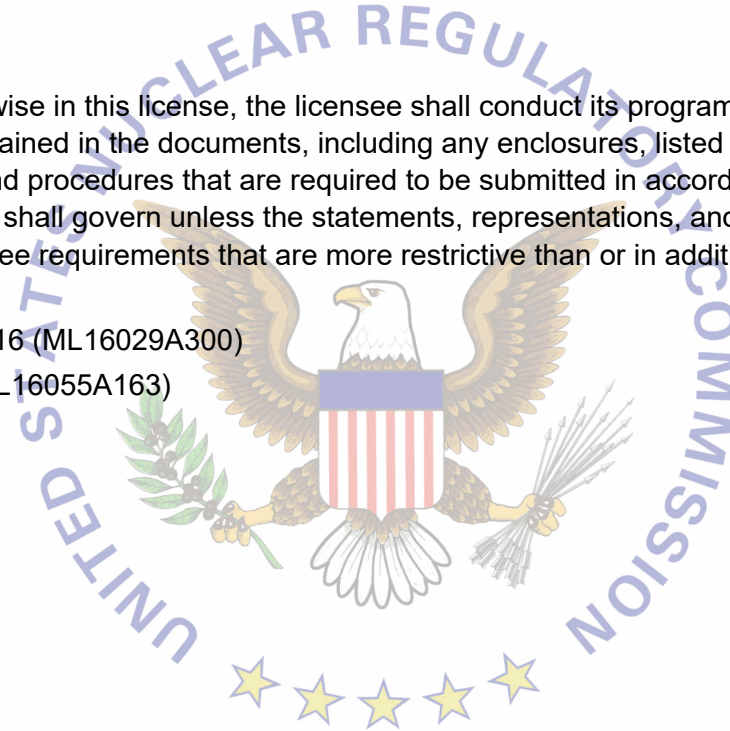 UNITED STATES NUCLEAR REGULATORY COMMISSION
wise in this license, the licensee shall conduct its program
ained in the documents, including any enclosures, listed
nd procedures that are required to be submitted in accord
shall govern unless the statements, representations, and
ee requirements that are more restrictive than or in addit
16 (ML16029A300)
L16055A163)